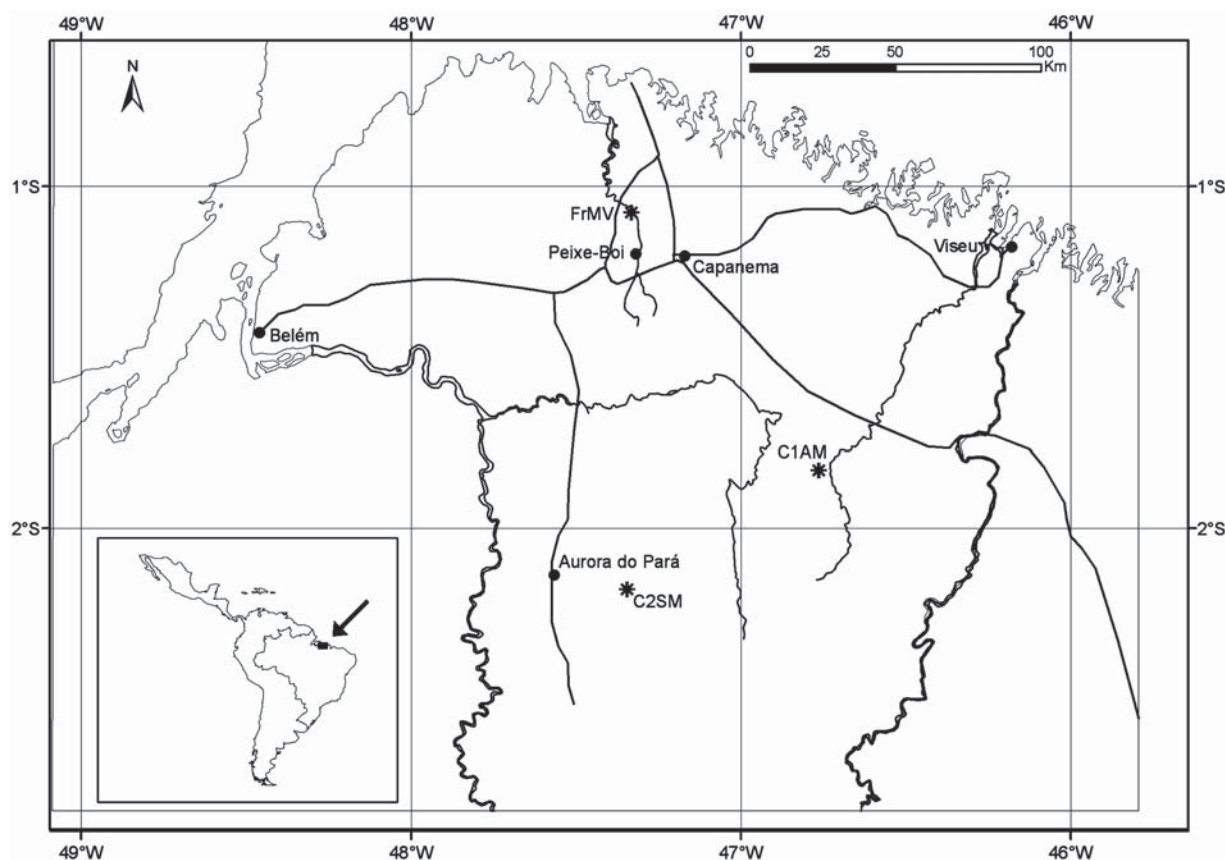 49°W 48°W 47°W 46°W
0 25 50 100
Km
N
1°S 1°S
FrMV
Peixe-Boi
Capanema
Viseu
Belém
C1AM
2°S 2°S
Aurora do Pará
C2SM
49°W 48°W 47°W 46°W